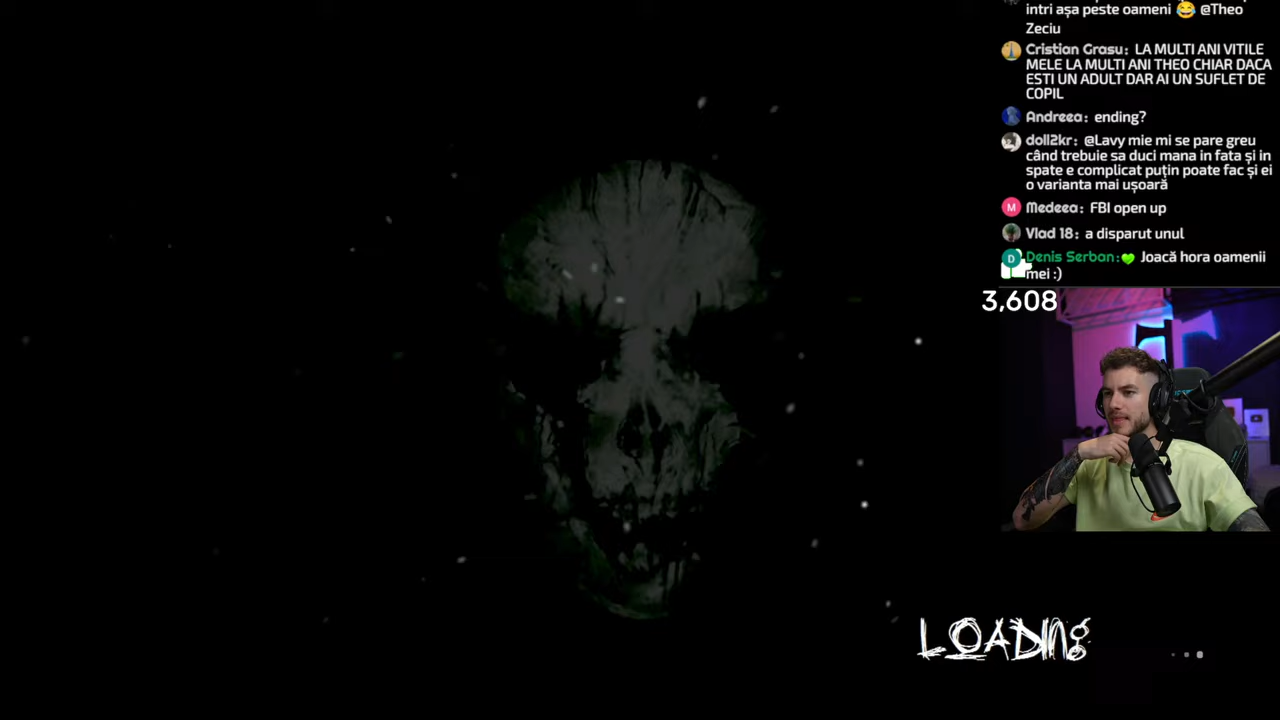 intri așa peste oameni 😂 @Theo
Zeciu
Cristian Grasu: LA MULTI ANI VITILE
MELE LA MULTI ANI THEO CHIAR DACA
ESTI UN ADULT DAR AI UN SUFLET DE
COPIL
Andreea: ending?
doll2kr: @Lavy mie mi se pare greu
când trebuie sa duci mana in fata și in
spate e complicat puțin poate fac și ei
o varianta mai ușoară
M Medeea: FBI open up
Vlad 18: a disparut unul
D Denis Serban: 💚 Joacă hora oamenii
mei :)
3,608
LOADING